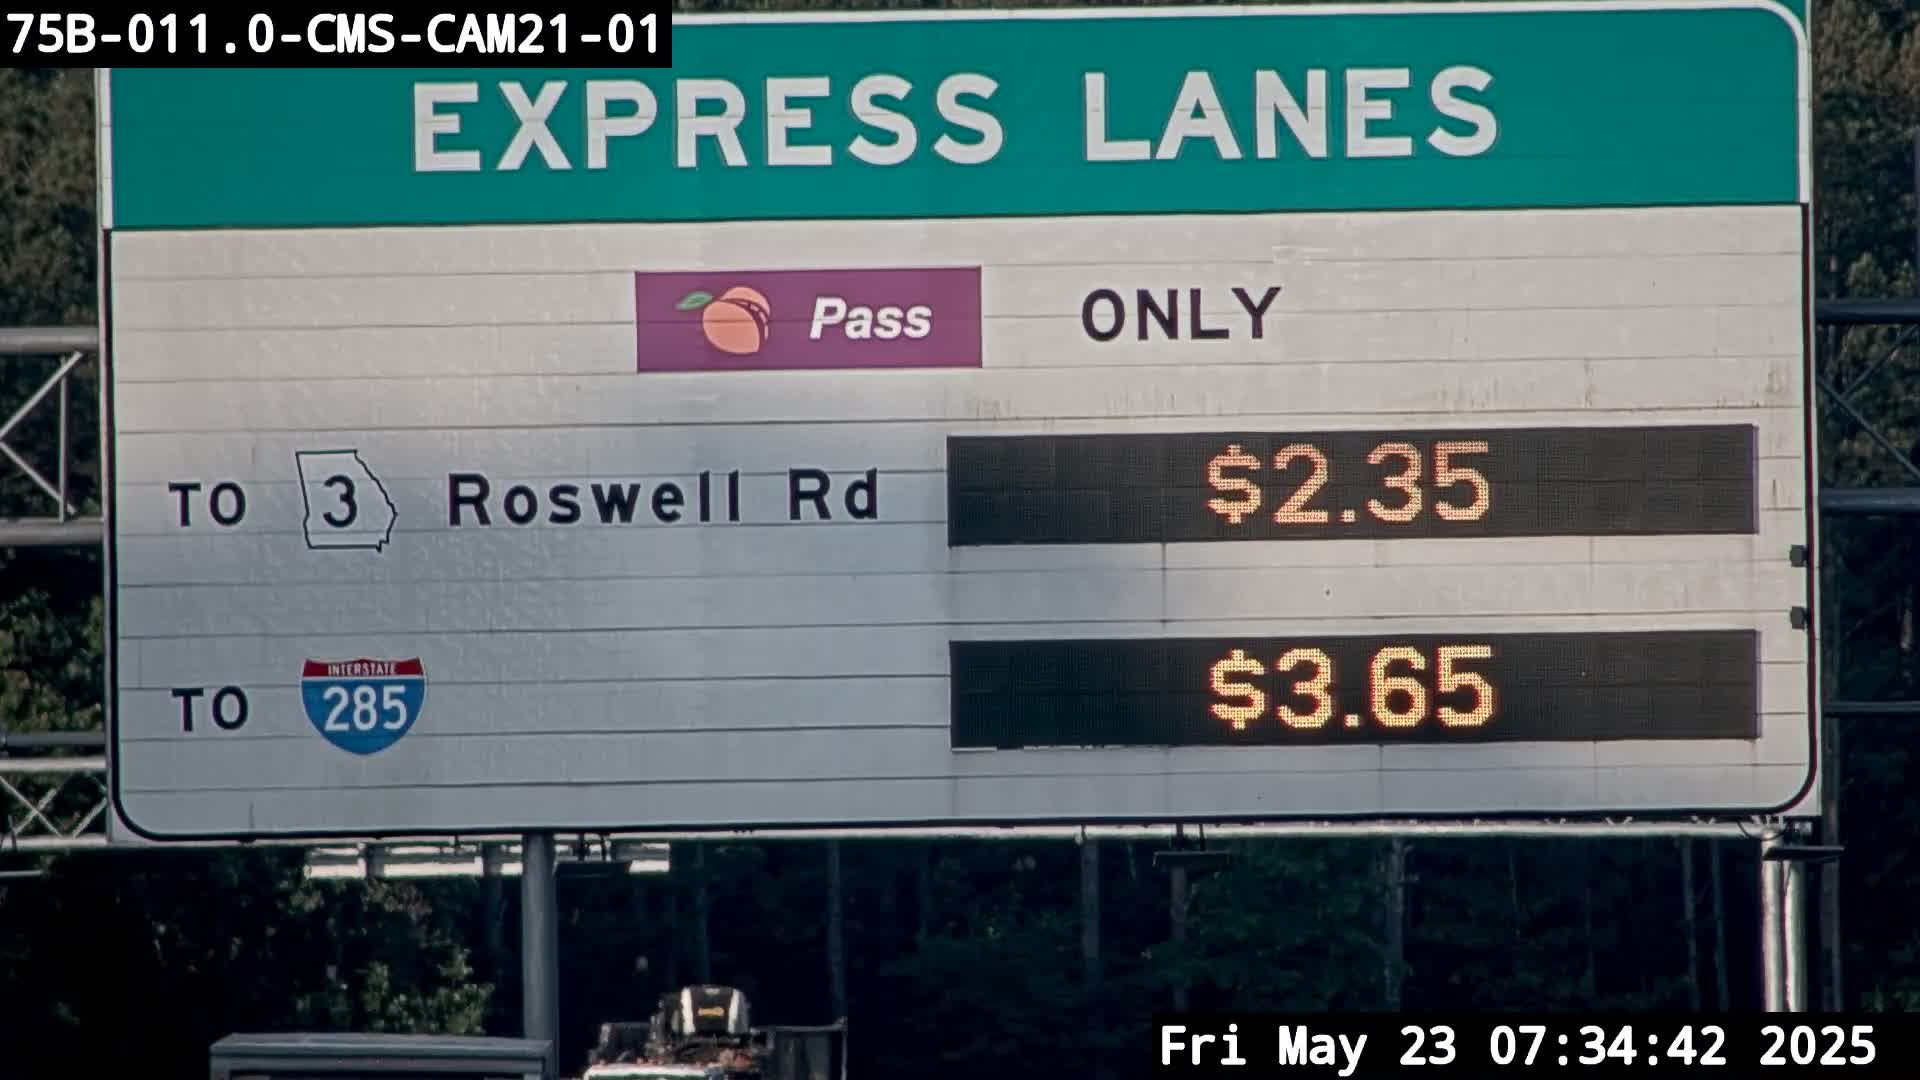 75B-011.0-CMS-CAM21-01
EXPRESS LANES
Pass ONLY
TO 3 Roswell Rd $2.35
INTERSTATE
TO 285 $3.65
Fri May 23 07:34:42 2025